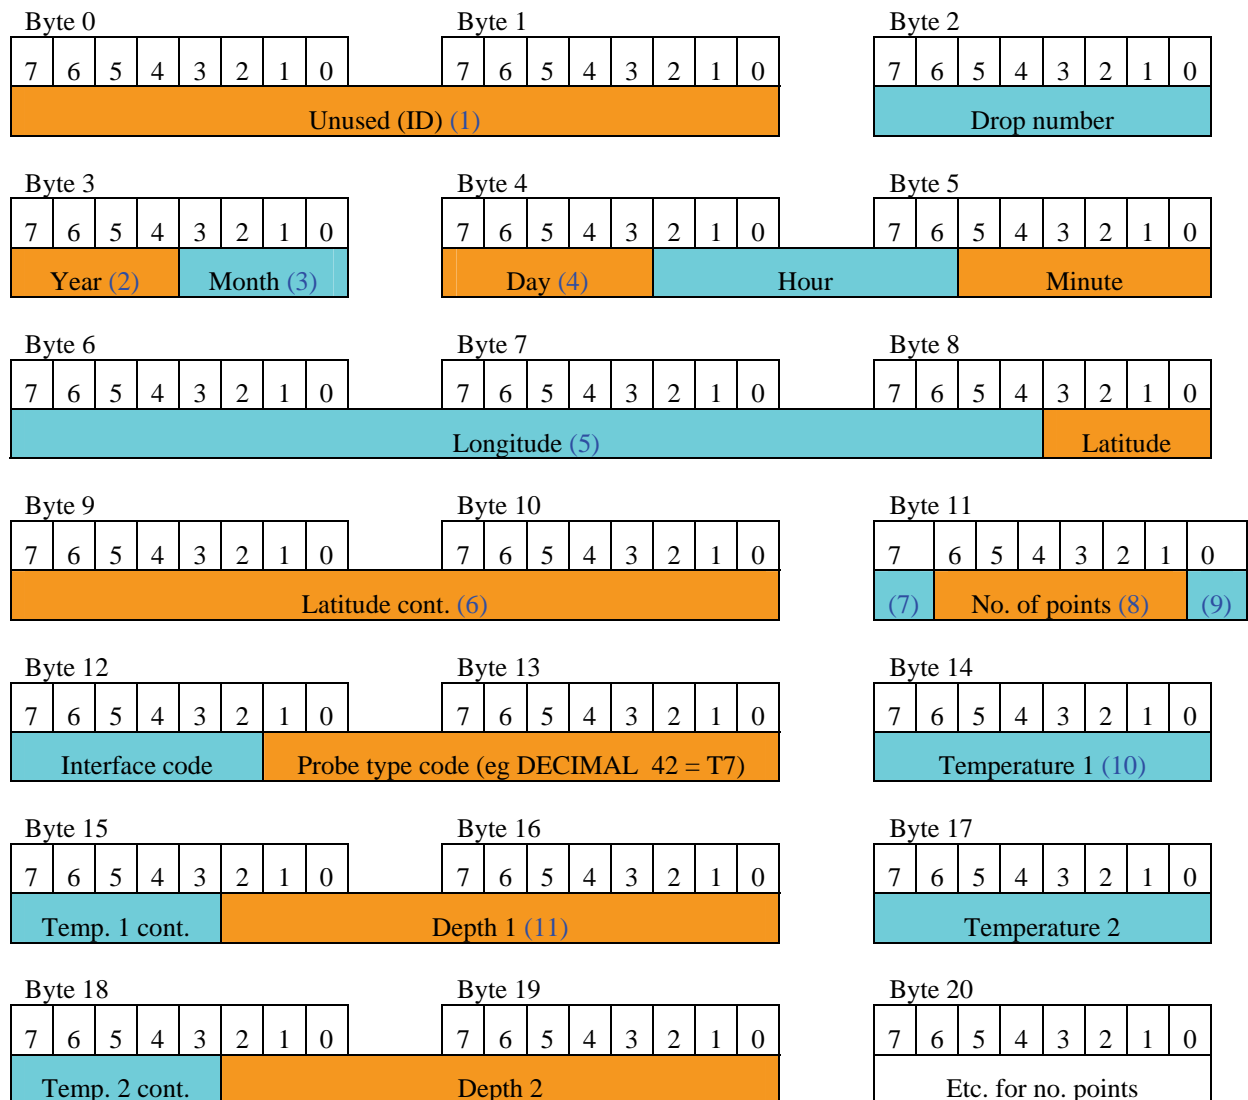 Byte 0 Byte 1 Byte 2
7 6 5 4 3 2 1 0 7 6 5 4 3 2 1 0 7 6 5 4 3 2 1 0
Unused (ID) (1) Drop number
Byte 3 Byte 4 Byte 5
7 6 5 4 3 2 1 0 7 6 5 4 3 2 1 0 7 6 5 4 3 2 1 0
Year (2) Month (3) Day (4) Hour Minute
Byte 6 Byte 7 Byte 8
7 6 5 4 3 2 1 0 7 6 5 4 3 2 1 0 7 6 5 4 3 2 1 0
Longitude (5) Latitude
Byte 9 Byte 10 Byte 11
7 6 5 4 3 2 1 0 7 6 5 4 3 2 1 0 7 6 5 4 3 2 1 0
Latitude cont. (6) (7) No. of points (8) (9)
Byte 12 Byte 13 Byte 14
7 6 5 4 3 2 1 0 7 6 5 4 3 2 1 0 7 6 5 4 3 2 1 0
Interface code Probe type code (eg DECIMAL 42 = T7) Temperature 1 (10)
Byte 15 Byte 16 Byte 17
7 6 5 4 3 2 1 0 7 6 5 4 3 2 1 0 7 6 5 4 3 2 1 0
Temp. 1 cont. Depth 1 (11) Temperature 2
Byte 18 Byte 19 Byte 20
7 6 5 4 3 2 1 0 7 6 5 4 3 2 1 0 7 6 5 4 3 2 1 0
Temp. 2 cont. Depth 2 Etc. for no. points